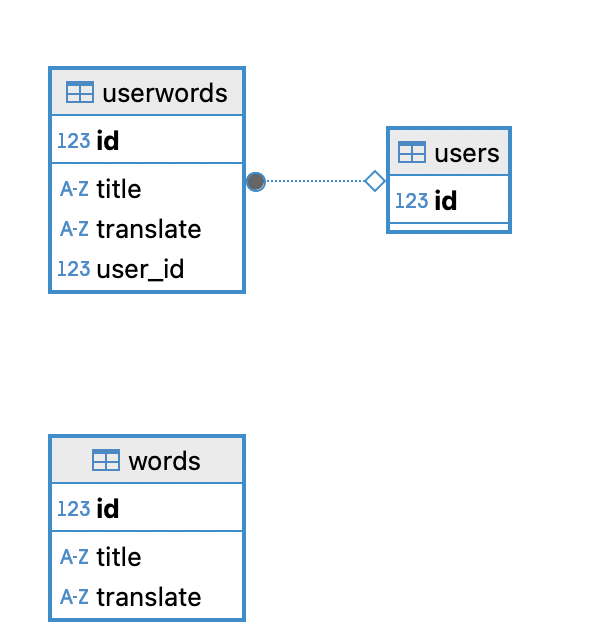 userwords
123 id
A-Z title
A-Z translate
123 user_id
users
123 id
words
123 id
A-Z title
A-Z translate